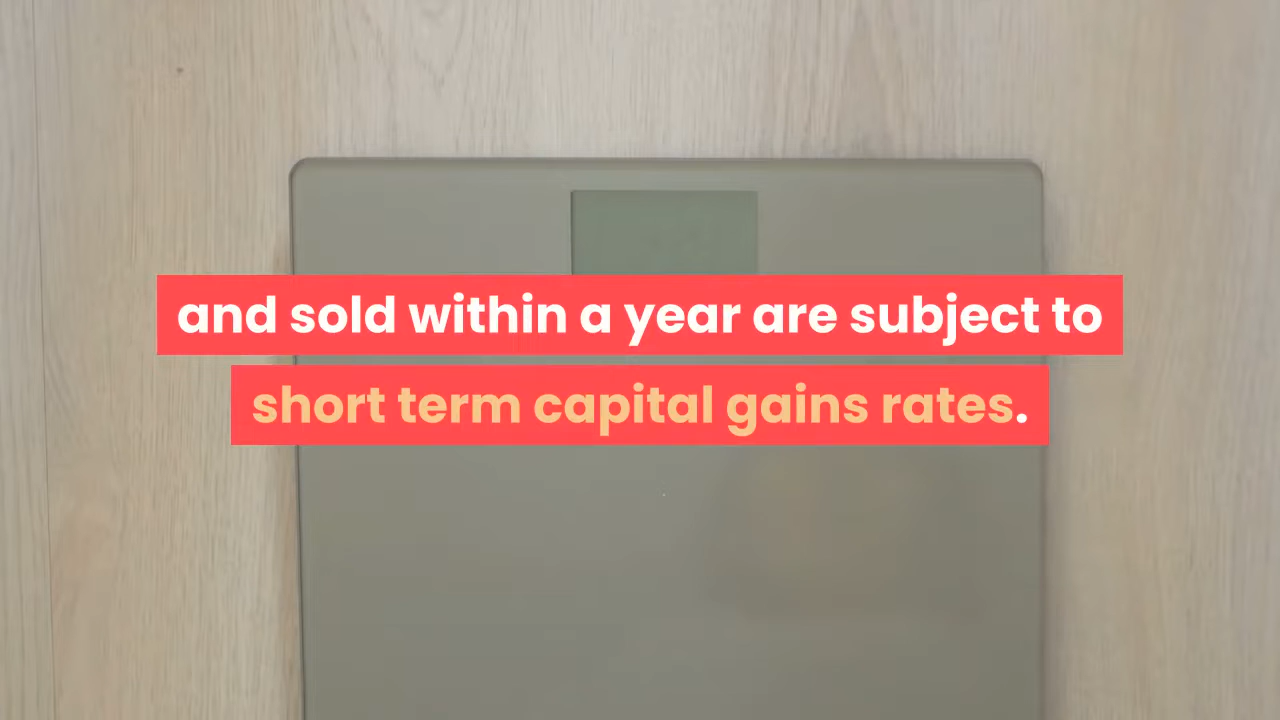 and sold within a year are subject to
short term capital gains rates.